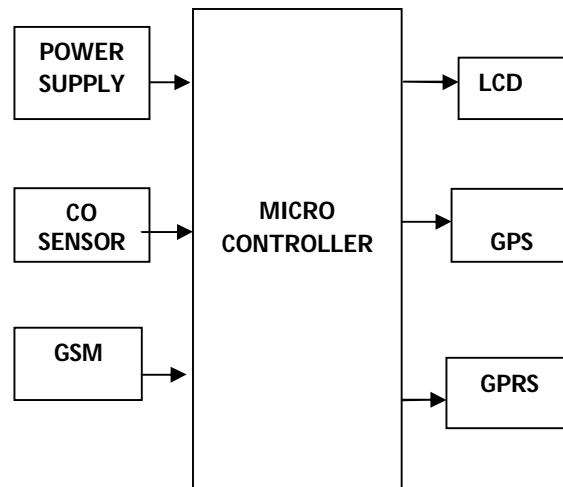 POWER
SUPPLY
LCD
CO
SENSOR
MICRO
CONTROLLER
GPS
GSM
GPRS